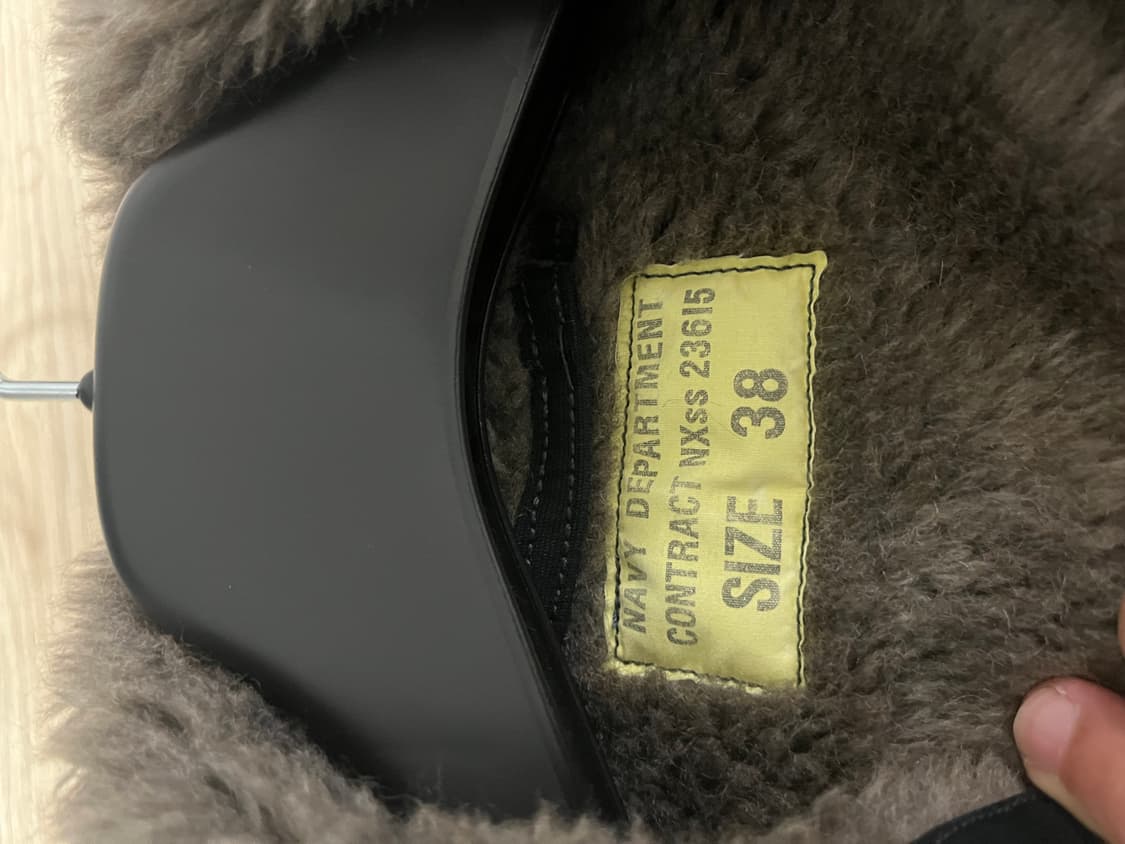 NAVY DEPARTMENT
CONTRACT NXss 23615
SIZE 38